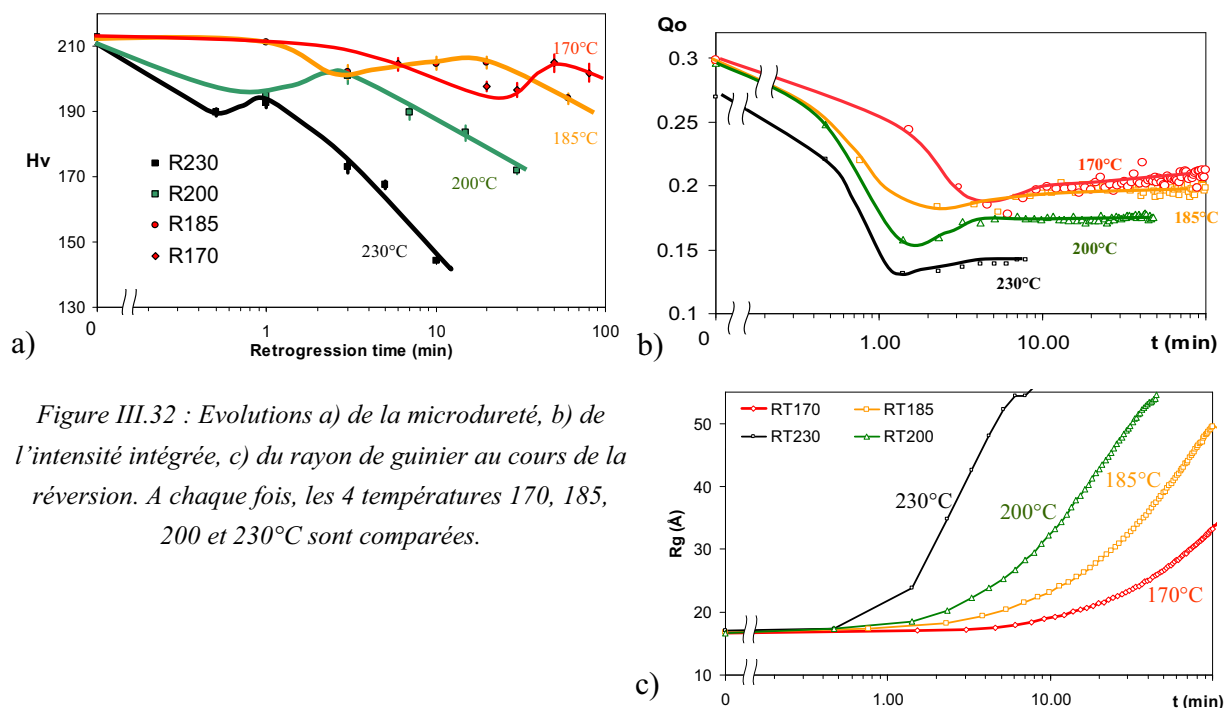 210
190
170
150
130
Hv
R230
R200
R185
R170
170°C
185°C
200°C
230°C
0
1
10
100
Retrogression time (min)
a)
Qo
0.3
0.25
0.2
0.15
0.1
170°C
185°C
200°C
230°C
0
1.00
10.00
t (min)
b)
Figure III.32 : Evolutions a) de la microdureté, b) de
l'intensité intégrée, c) du rayon de guinier au cours de la
réversion. A chaque fois, les 4 températures 170, 185,
200 et 230°C sont comparées.
RT170
RT185
RT230
RT200
50
40
30
20
10
Rg (Å)
230°C
200°C
185°C
170°C
0
1.00
10.00
t (min)
c)